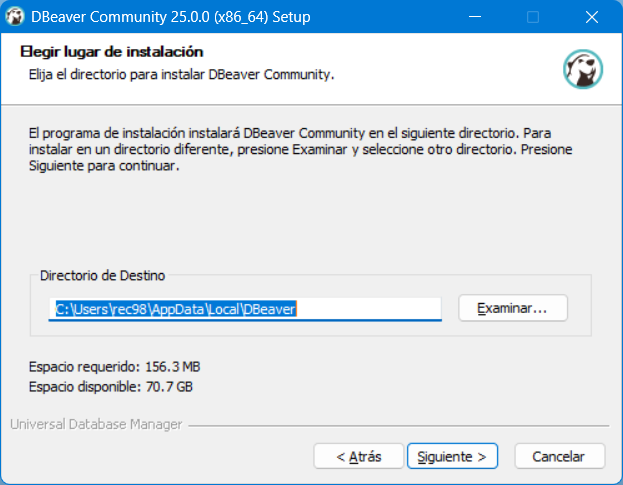 DBeaver Community 25.0.0 (x86_64) Setup
Elegir lugar de instalación
Elija el directorio para instalar DBeaver Community.
El programa de instalación instalará DBeaver Community en el siguiente directorio. Para
instalar en un directorio diferente, presione Examinar y seleccione otro directorio. Presione
Siguiente para continuar.
Directorio de Destino
C:\Users\rec98\AppData\Local\DBeaver
Examinar...
Espacio requerido: 156.3 MB
Espacio disponible: 70.7 GB
Universal Database Manager
< Atrás
Siguiente >
Cancelar